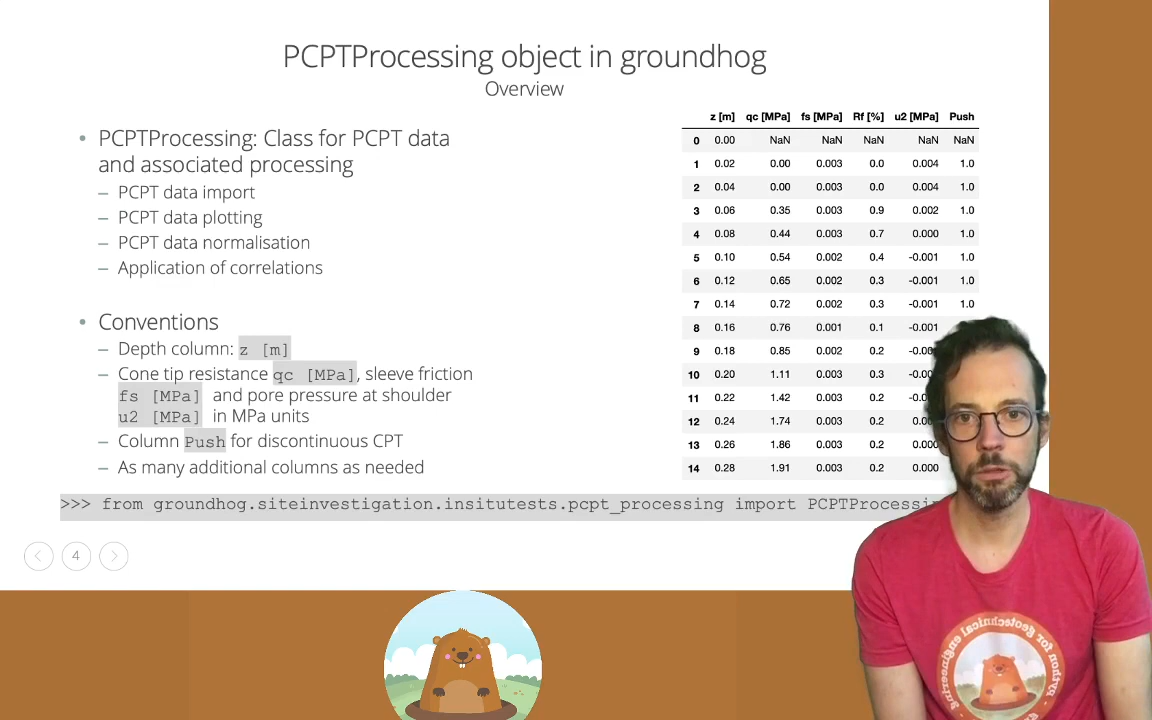 PCPTProcessing object in groundhog
Overview
• PCPTProcessing: Class for PCPT data
and associated processing
– PCPT data import
– PCPT data plotting
– PCPT data normalisation
– Application of correlations
• Conventions
– Depth column: z [m]
– Cone tip resistance qc [MPa], sleeve friction
fs [MPa] and pore pressure at shoulder
u2 [MPa] in MPa units
– Column Push for discontinuous CPT
– As many additional columns as needed
z [m] qc [MPa] fs [MPa] Rf [%] u2 [MPa] Push
0 0.00 NaN NaN NaN NaN NaN
1 0.02 0.00 0.003 0.0 0.004 1.0
2 0.04 0.00 0.003 0.0 0.004 1.0
3 0.06 0.35 0.003 0.9 0.002 1.0
4 0.08 0.44 0.003 0.7 0.000 1.0
5 0.10 0.54 0.002 0.4 -0.001 1.0
6 0.12 0.65 0.002 0.3 -0.001 1.0
7 0.14 0.72 0.002 0.3 -0.001 1.0
8 0.16 0.76 0.001 0.1 -0.001
9 0.18 0.85 0.002 0.2 -0.00
10 0.20 1.11 0.003 0.3 -0.0
11 0.22 1.42 0.003 0.2 -0.0
12 0.24 1.74 0.003 0.2 0.00
13 0.26 1.86 0.003 0.2 0.000
14 0.28 1.91 0.003 0.2 0.000
>>> from groundhog.siteinvestigation.insitutests.pcpt_processing import PCPTProcessi
4
for geotechnical engineer